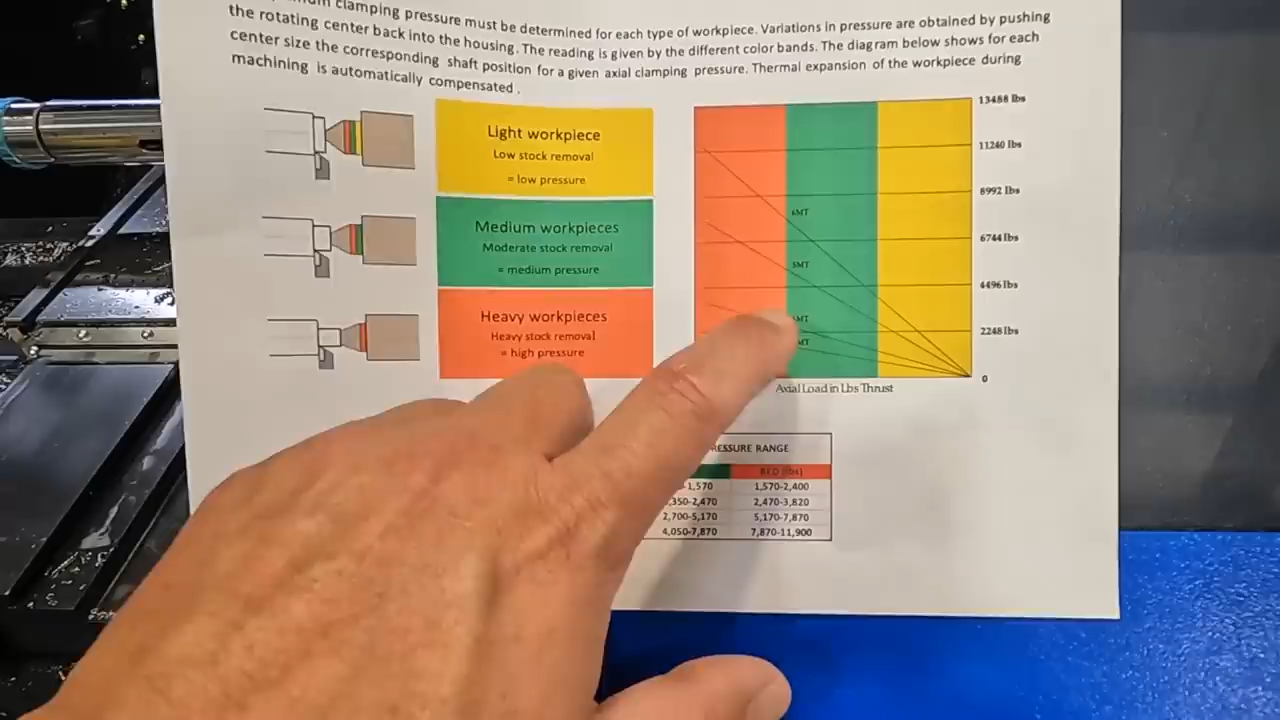 clamping pressure must be determined for each type of workpiece. Variations in pressure are obtained by pushing
the rotating center back into the housing. The reading is given by the different color bands. The diagram below shows for each
center size the corresponding shaft position for a given axial clamping pressure. Thermal expansion of the workpiece during
machining is automatically compensated.
Light workpiece
Low stock removal
= low pressure
Medium workpieces
Moderate stock removal
= medium pressure
Heavy workpieces
Heavy stock removal
= high pressure
13488 lbs
11240 lbs
8992 lbs
6744 lbs
4496 lbs
2248 lbs
0
6MT
5MT
MT
MT
Axial Load in Lbs Thrust
RANGE
RED (lbs)
1,570 1,570-2,400
350-2,470 2,470-3,820
2,700-5,170 5,170-7,870
4,050-7,870 7,870-11,900